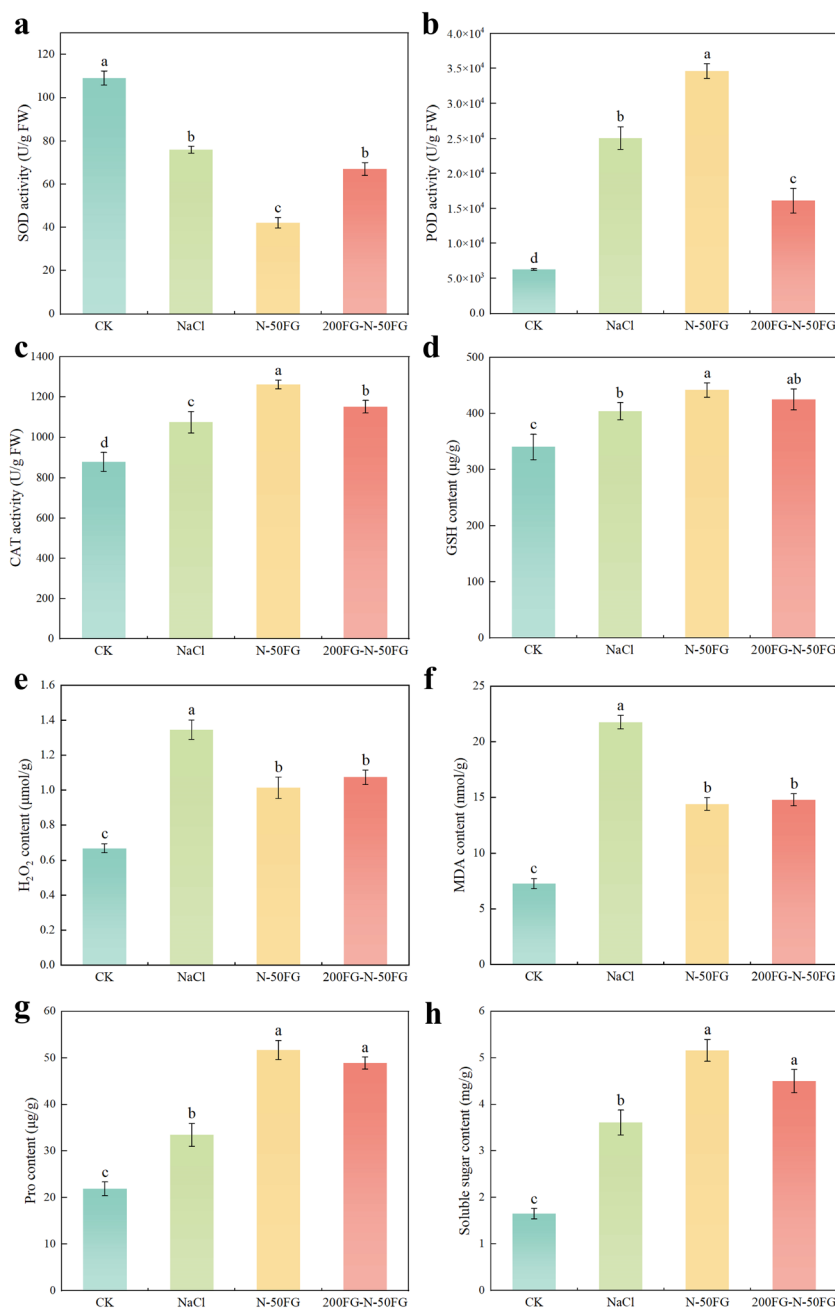 a
SOD activity (U/g FW)
120
100
80
60
40
20
0
a
b
c
b
CK NaCl N-50FG 200FG-N-50FG
b
POD activity (U/g FW)
4.0×10⁴
3.5×10⁴
3.0×10⁴
2.5×10⁴
2.0×10⁴
1.5×10⁴
1.0×10⁴
5.0×10³
0.0
d
b
a
c
CK NaCl N-50FG 200FG-N-50FG
c
CAT activity (U/g FW)
1400
1200
1000
800
600
400
200
0
d
c
a
b
CK NaCl N-50FG 200FG-N-50FG
d
GSH content (μg/g)
500
400
300
200
100
0
c
b
a
ab
CK NaCl N-50FG 200FG-N-50FG
e
H₂O₂ content (μmol/g)
1.6
1.4
1.2
1.0
0.8
0.6
0.4
0.2
0.0
c
a
b
b
CK NaCl N-50FG 200FG-N-50FG
f
MDA content (nmol/g)
25
20
15
10
5
0
c
a
b
b
CK NaCl N-50FG 200FG-N-50FG
g
Pro content (μg/g)
60
50
40
30
20
10
0
c
b
a
a
CK NaCl N-50FG 200FG-N-50FG
h
Soluble sugar content (mg/g)
6
5
4
3
2
1
0
c
b
a
a
CK NaCl N-50FG 200FG-N-50FG